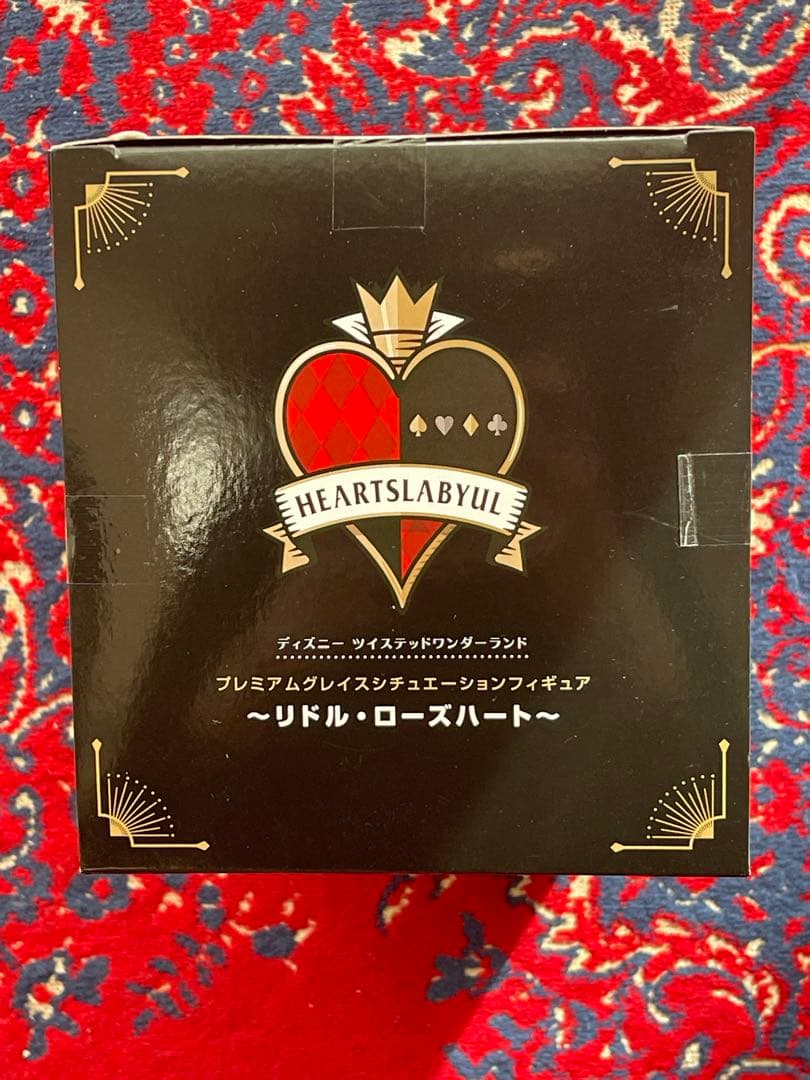 HEARTSLABYUL
ディズニー ツイステッドワンダーランド
プレミアムグレイスシチュエーションフィギュア
～リドル・ローズハート～